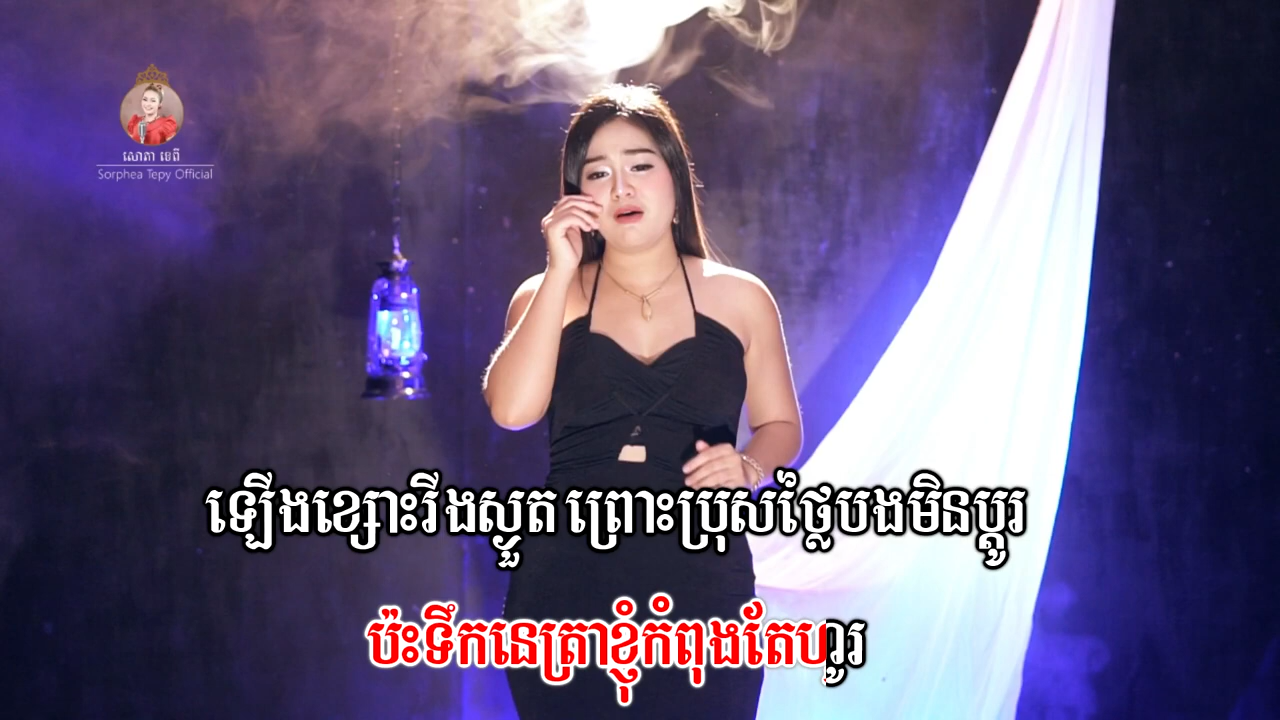 សោភា ទេពី
Sorphea Tepy Official
ឡើងខ្សោះរីងស្ងួត ព្រោះប្រុសថ្លៃបងមិនប្ដូរ
ប៉ះទឹកនេត្រាខ្ញុំកំពុងតែហូរ